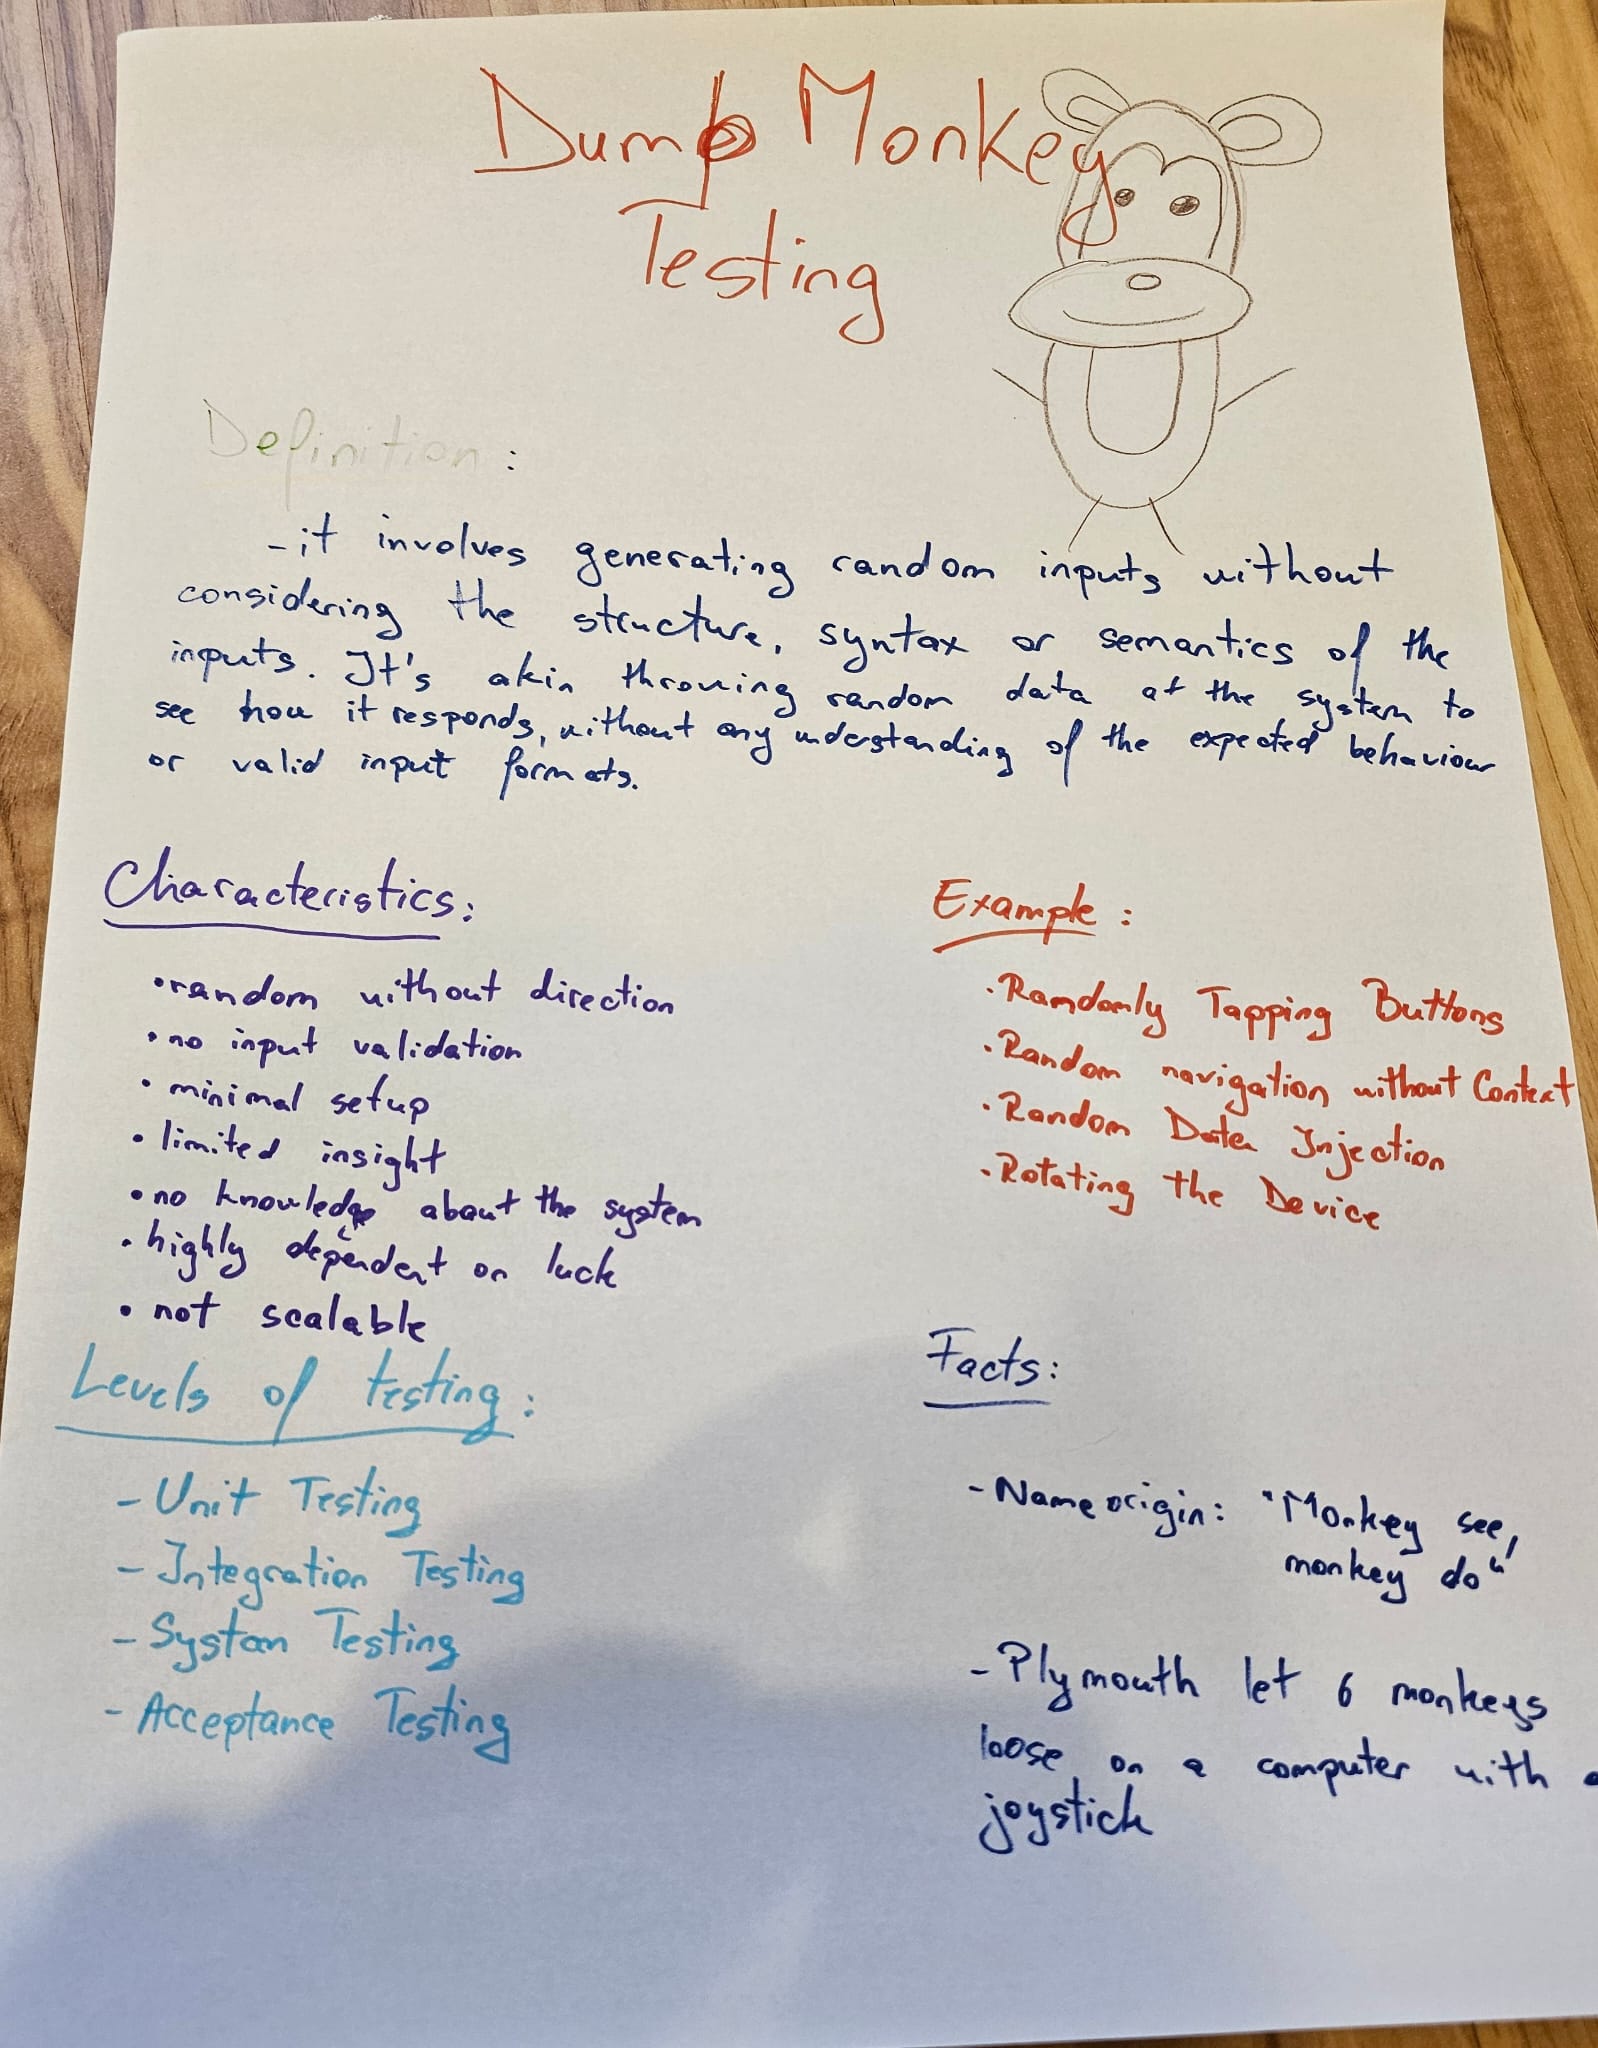 Dumb Monkey
Testing
Definition:
- it involves generating random inputs without
considering the structure, syntax or semantics of the
inputs. It's akin throwing random data at the system to
see how it responds, without any understanding of the expected behaviour
or valid input formats.
Characteristics:
• random without direction
• no input validation
• minimal setup
• limited insight
• no knowledge about the system
• highly dependent on luck
• not scalable
Levels of testing:
- Unit Testing
- Integration Testing
- System Testing
- Acceptance Testing
Example:
• Ramdomly Tapping Buttons
• Random navigation without Context
• Random Data Injection
• Rotating the Device
Facts:
- Name origin: "Monkey see,
monkey do"
- Plymouth let 6 monkeys
loose on a computer with a
joystick